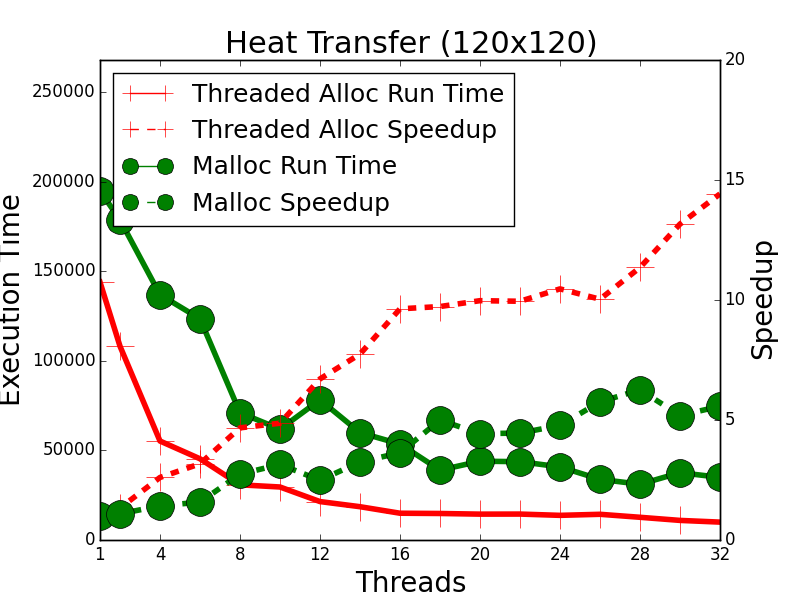 Heat Transfer (120x120)
Threaded Alloc Run Time
Threaded Alloc Speedup
Malloc Run Time
Malloc Speedup
Execution Time
250000
200000
150000
100000
50000
0
20
15
10
5
0
Speedup
1 4 8 12 16 20 24 28 32
Threads